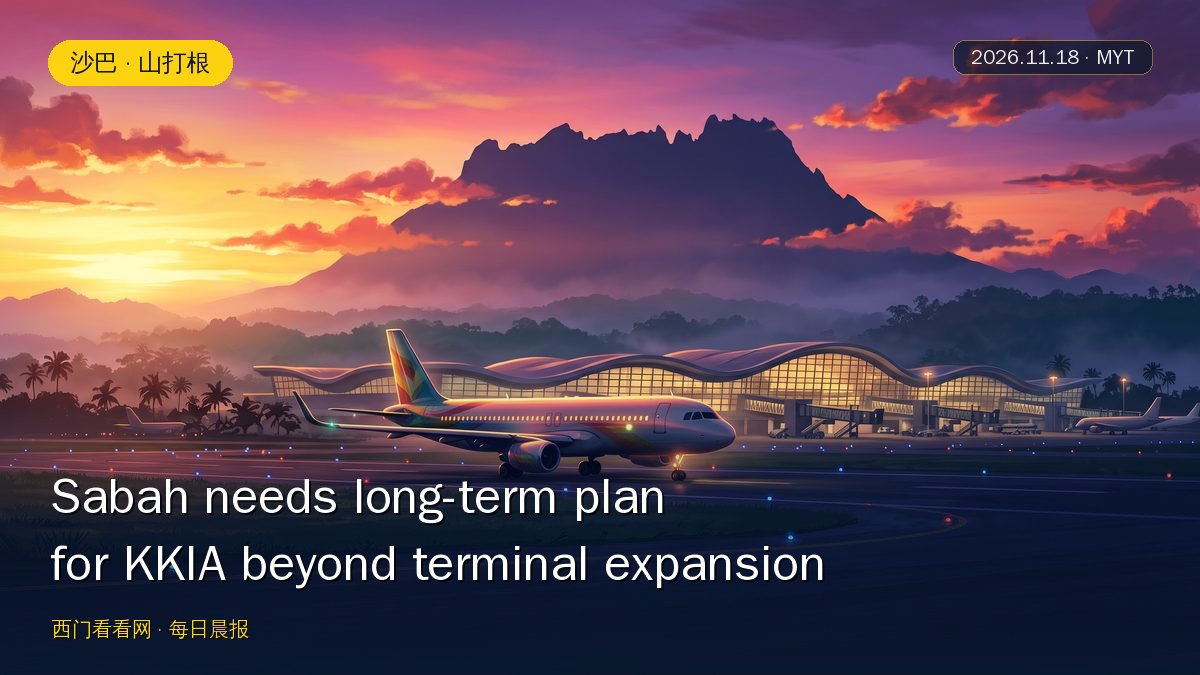 沙巴 · 山打根
2026.11.18 · MYT
Sabah needs long-term plan
for KKIA beyond terminal expansion
西门看看网 · 每日晨报